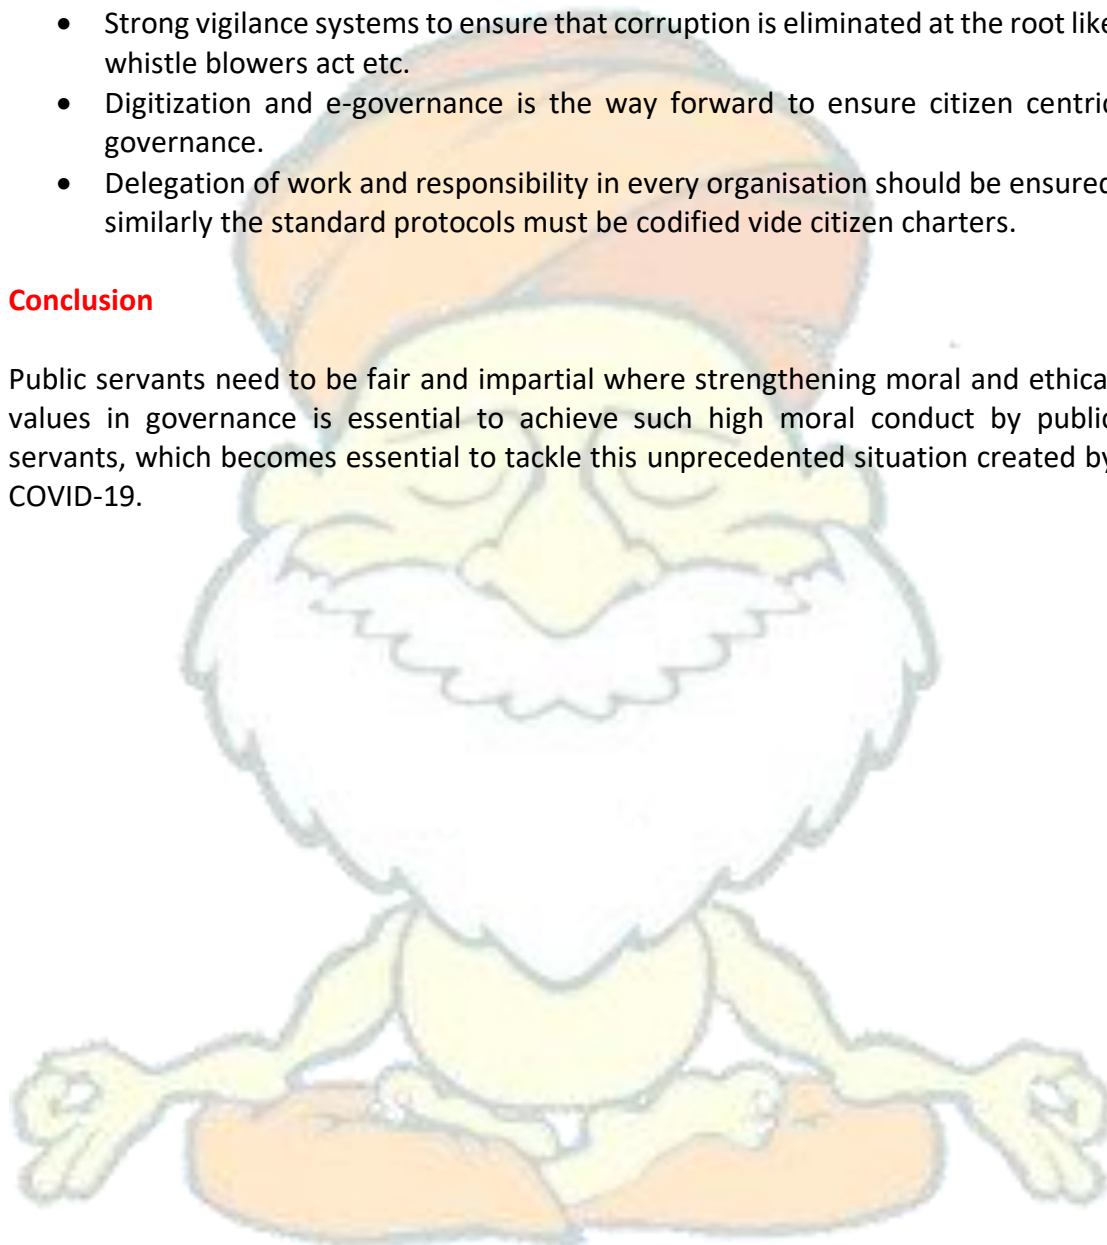 • Strong vigilance systems to ensure that corruption is eliminated at the root like
whistle blowers act etc.
• Digitization and e-governance is the way forward to ensure citizen centric
governance.
• Delegation of work and responsibility in every organisation should be ensured
similarly the standard protocols must be codified vide citizen charters.
Conclusion
Public servants need to be fair and impartial where strengthening moral and ethical
values in governance is essential to achieve such high moral conduct by public
servants, which becomes essential to tackle this unprecedented situation created by
COVID-19.